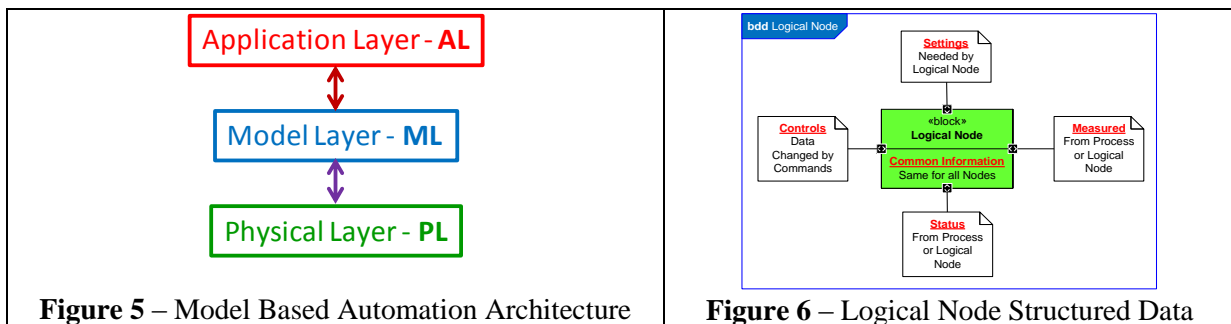 Application Layer - AL
Model Layer - ML
Physical Layer - PL
Figure 5 – Model Based Automation Architecture
bdd Logical Node
Settings
Needed by
Logical Node
Controls
Data
Changed by
Commands
«block»
Logical Node
Common Information
Same for all Nodes
Measured
From Process
or Logical
Node
Status
From Process
or Logical
Node
Figure 6 – Logical Node Structured Data